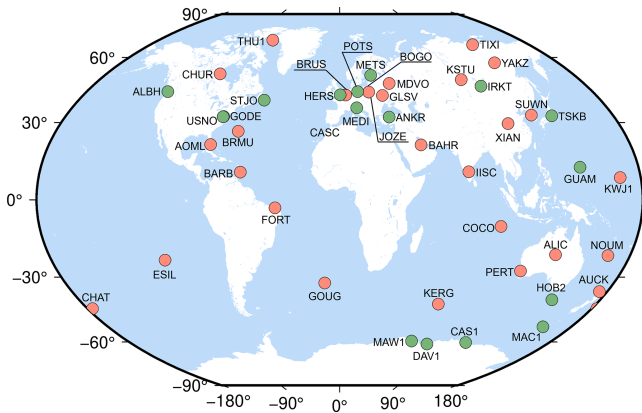 90°
THU1
TIXI
60°
POTS
BOGO
YAKZ
BRUS
METS
KSTU
CHUR
MDVO
IRKT
ALBH
HERS
GLSV
STJO
SUWN
USNO
GODE
MEDI
ANKR
TSKB
30°
CASC
JOZE
XIAN
AOML
BRMU
BAHR
BARB
IISC
GUAM
KWJ1
0°
FORT
COCO
ALIC
NOUM
ESIL
PERT
−30°
AUCK
HOB2
CHAT
GOUG
KERG
MAC1
−60°
MAW1
CAS1
DAV1
−90°
−180°
−90°
0°
90°
180°